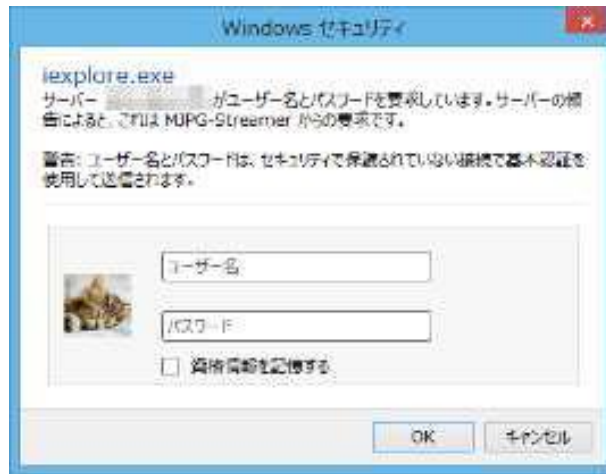 Windows セキュリティ
iexplore.exe
サーバー がユーザー名とパスワードを要求しています。サーバーの報
告によると、これは MJPG-Streamer からの要求です。
警告: ユーザー名とパスワードは、セキュリティで保護されていない接続で基本認証を
使用して送信されます。
ユーザー名
パスワード
資格情報を記憶する
OK
キャンセル